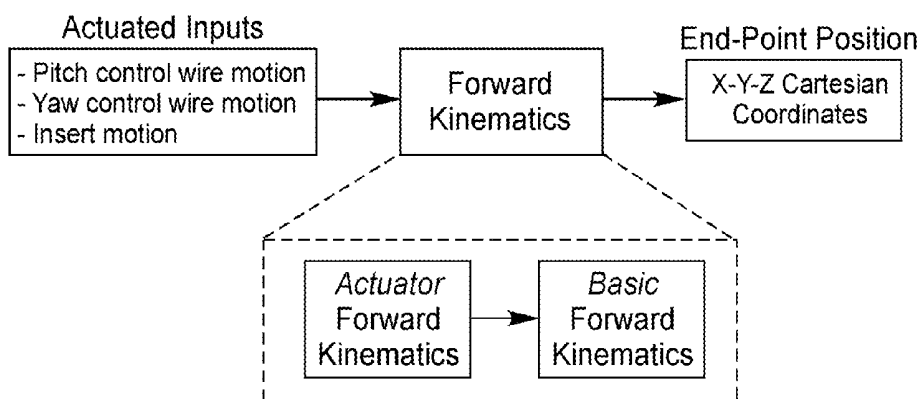 Actuated Inputs
- Pitch control wire motion
- Yaw control wire motion
- Insert motion
Forward
Kinematics
End-Point Position
X-Y-Z Cartesian
Coordinates
Actuator
Forward
Kinematics
Basic
Forward
Kinematics